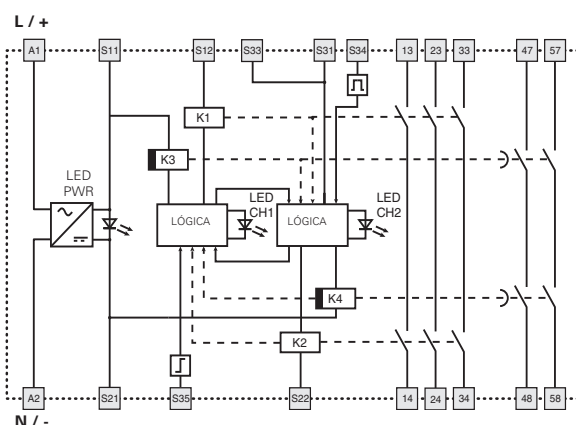 L / +
A1 S11 S12 S33 S31 S34 13 23 33 47 57
K1
K3
LED
PWR
LÓGICA
LED
CH1
LÓGICA
LED
CH2
K4
K2
A2 S21 S35 S22 14 24 34 48 58
N / -